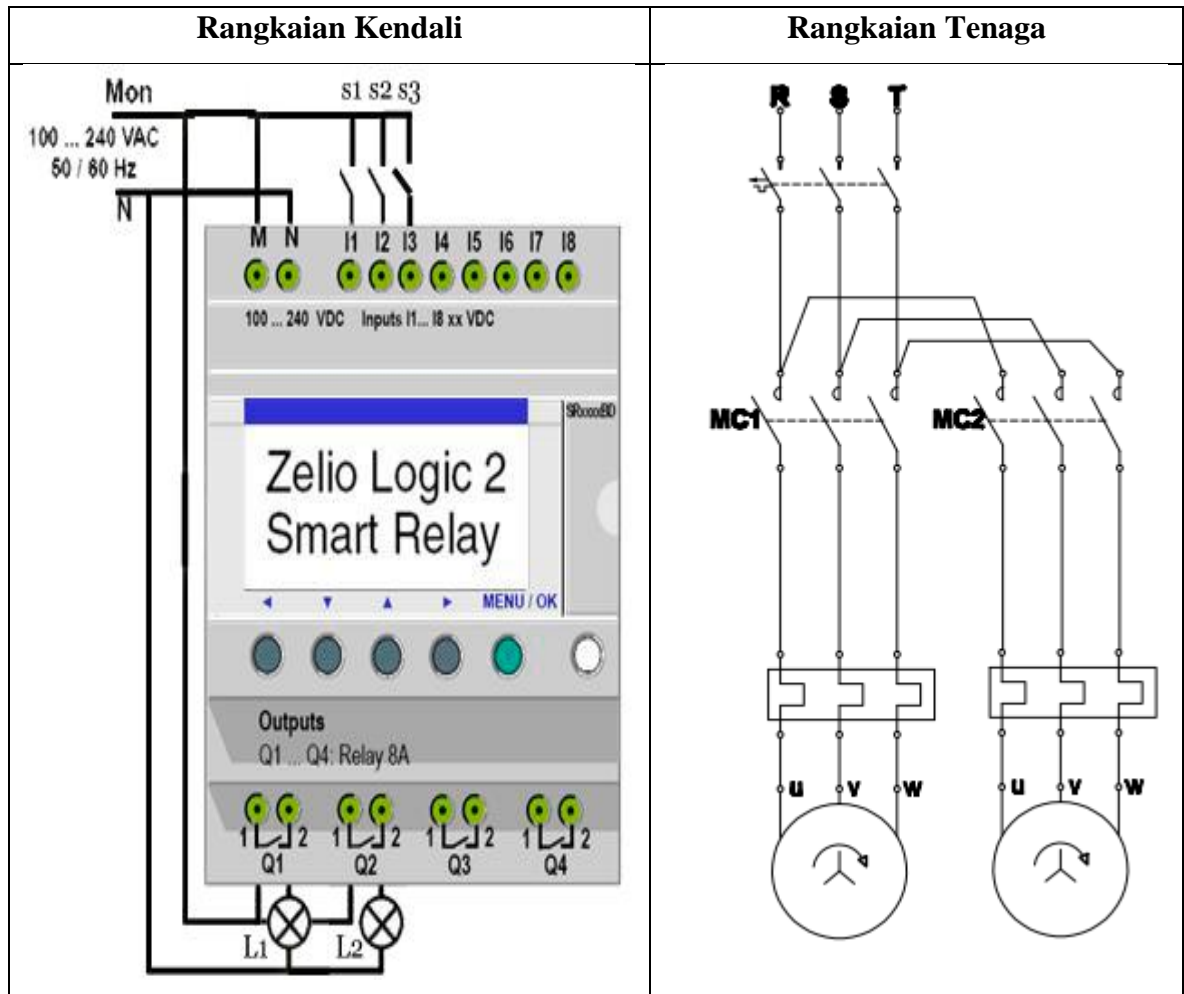 Rangkaian Kendali
Rangkaian Tenaga
Mon
100 ... 240 VAC
50 / 60 Hz
N
s1 s2 s3
M N I1 I2 I3 I4 I5 I6 I7 I8
100 ... 240 VDC Inputs I1... I8 xx VDC
SRxxxxBD
Zelio Logic 2
Smart Relay
MENU / OK
Outputs
Q1 ... Q4: Relay 8A
1 2 1 2 1 2 1 2
Q1 Q2 Q3 Q4
L1 L2
R S T
MC1 MC2
U V W U V W